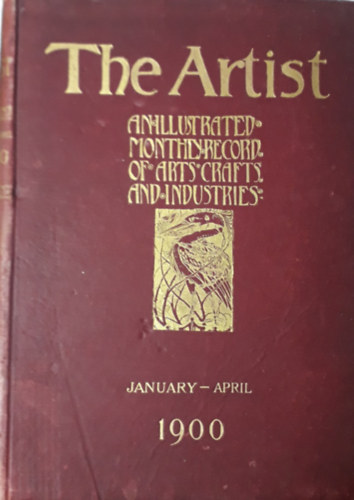 The Artist
AN ILLUSTRATED
MONTHLY RECORD
OF ARTS CRAFTS
AND INDUSTRIES
JANUARY – APRIL
1900